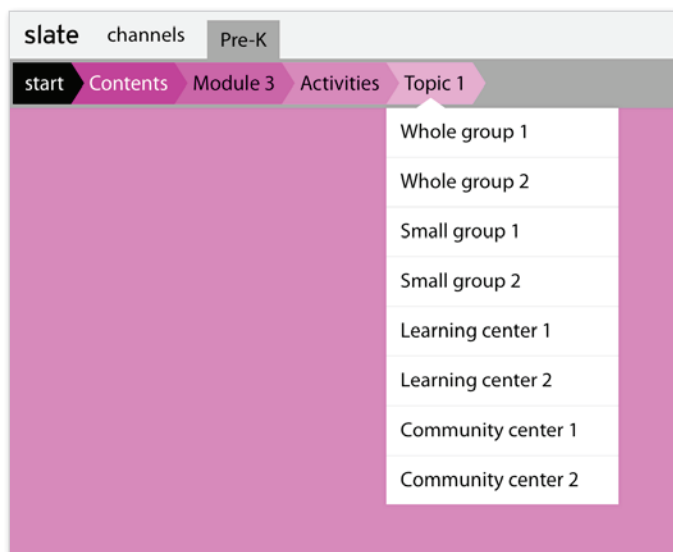 slate channels Pre-K
start Contents Module 3 Activities Topic 1
Whole group 1
Whole group 2
Small group 1
Small group 2
Learning center 1
Learning center 2
Community center 1
Community center 2